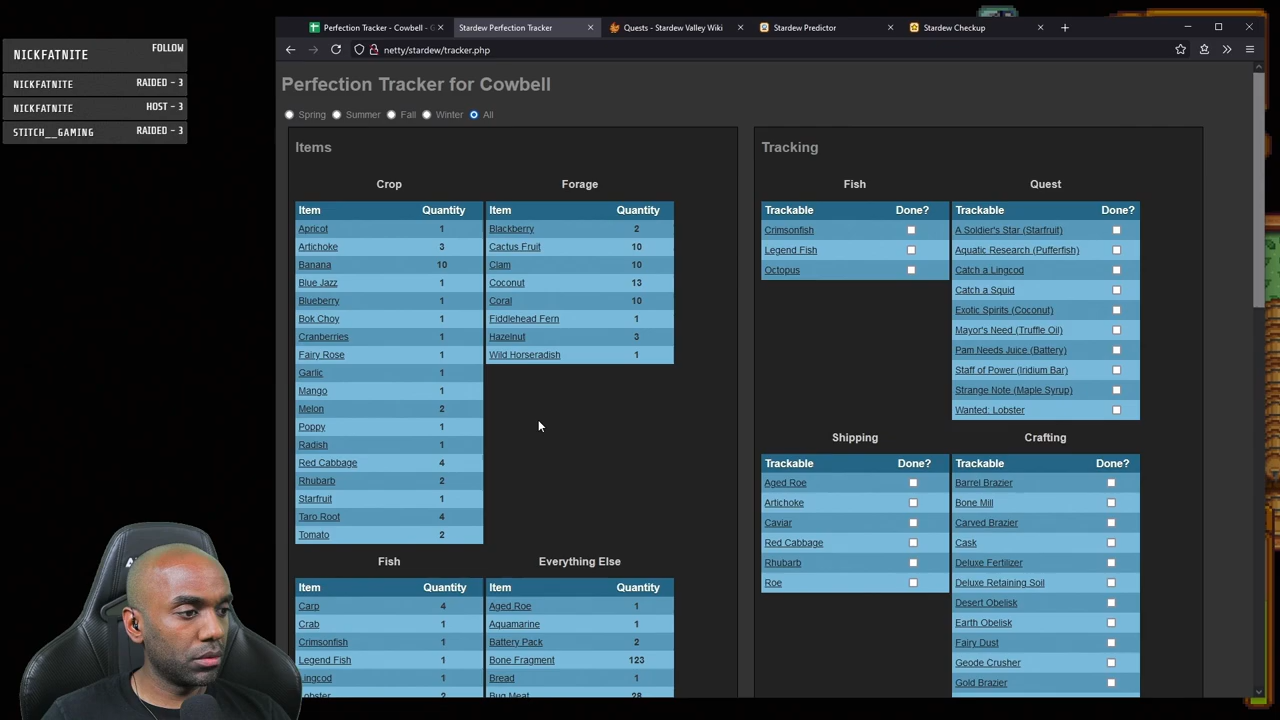 NICKFATNITE FOLLOW
NICKFATNITE RAIDED - 3
NICKFATNITE HOST - 3
STITCH__GAMING RAIDED - 3
Perfection Tracker - Cowbell - G
Stardew Perfection Tracker
Quests - Stardew Valley Wiki
Stardew Predictor
Stardew Checkup
netty/stardew/tracker.php
Perfection Tracker for Cowbell
Spring Summer Fall Winter All
Items
Crop
Item Quantity
Apricot 1
Artichoke 3
Banana 10
Blue Jazz 1
Blueberry 1
Bok Choy 1
Cranberries 1
Fairy Rose 1
Garlic 1
Mango 1
Melon 2
Poppy 1
Radish 1
Red Cabbage 4
Rhubarb 2
Starfruit 1
Taro Root 4
Tomato 2
Forage
Item Quantity
Blackberry 2
Cactus Fruit 10
Clam 10
Coconut 13
Coral 10
Fiddlehead Fern 1
Hazelnut 3
Wild Horseradish 1
Fish
Item Quantity
Carp 4
Crab 1
Crimsonfish 1
Legend Fish 1
Lingcod 1
Lobster 2
Everything Else
Item Quantity
Aged Roe 1
Aquamarine 1
Battery Pack 2
Bone Fragment 123
Bread 1
Bug Meat 28
Tracking
Fish
Trackable Done?
Crimsonfish
Legend Fish
Octopus
Quest
Trackable Done?
A Soldier's Star (Starfruit)
Aquatic Research (Pufferfish)
Catch a Lingcod
Catch a Squid
Exotic Spirits (Coconut)
Mayor's Need (Truffle Oil)
Pam Needs Juice (Battery)
Staff of Power (Iridium Bar)
Strange Note (Maple Syrup)
Wanted: Lobster
Shipping
Trackable Done?
Aged Roe
Artichoke
Caviar
Red Cabbage
Rhubarb
Roe
Crafting
Trackable Done?
Barrel Brazier
Bone Mill
Carved Brazier
Cask
Deluxe Fertilizer
Deluxe Retaining Soil
Desert Obelisk
Earth Obelisk
Fairy Dust
Geode Crusher
Gold Brazier